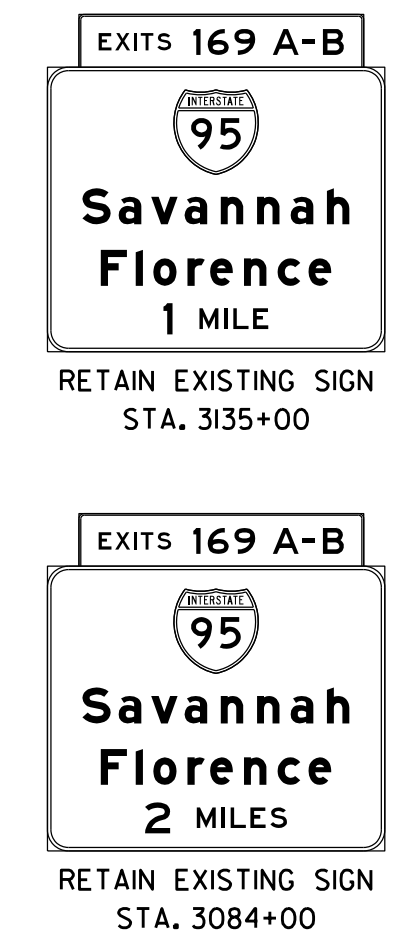 EXITS 169 A-B
INTERSTATE
95
Savannah
Florence
1 MILE
RETAIN EXISTING SIGN
STA. 3135+00
EXITS 169 A-B
INTERSTATE
95
Savannah
Florence
2 MILES
RETAIN EXISTING SIGN
STA. 3084+00